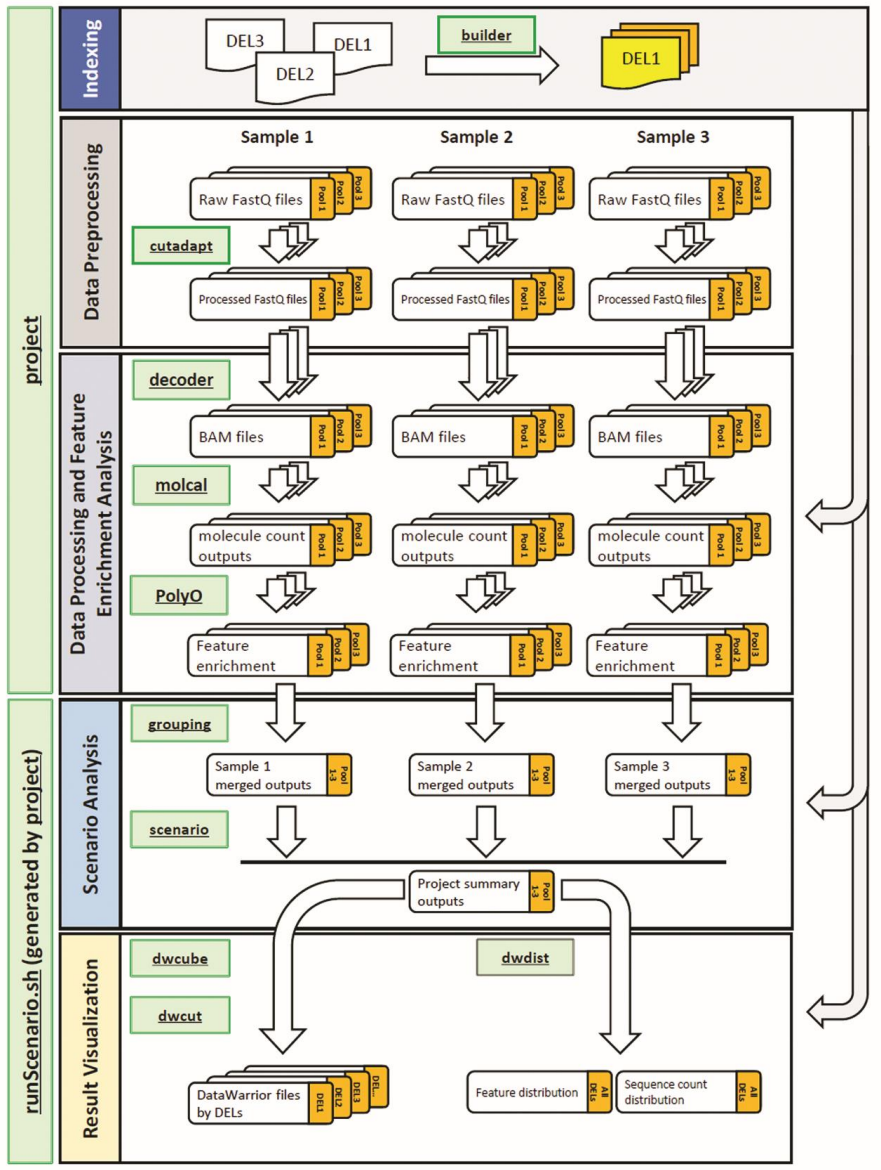 project
runScenario.sh (generated by project)
Indexing
DEL3
DEL1
DEL2
builder
DEL1
Data Preprocessing
Sample 1
Sample 2
Sample 3
Raw FastQ files
Pool 1
Pool 2
Pool 3
Raw FastQ files
Pool 1
Pool 2
Pool 3
Raw FastQ files
Pool 1
Pool 2
Pool 3
cutadapt
Processed FastQ files
Pool 1
Pool 2
Pool 3
Processed FastQ files
Pool 1
Pool 2
Pool 3
Processed FastQ files
Pool 1
Pool 2
Pool 3
Data Processing and Feature
Enrichment Analysis
decoder
BAM files
Pool 1
Pool 2
Pool 3
BAM files
Pool 1
Pool 2
Pool 3
BAM files
Pool 1
Pool 2
Pool 3
molcal
molecule count
outputs
Pool 1
Pool 2
Pool 3
molecule count
outputs
Pool 1
Pool 2
Pool 3
molecule count
outputs
Pool 1
Pool 2
Pool 3
PolyO
Feature
enrichment
Pool 1
Pool 2
Pool 3
Feature
enrichment
Pool 1
Pool 2
Pool 3
Feature
enrichment
Pool 1
Pool 2
Pool 3
Scenario Analysis
grouping
Sample 1
merged outputs
Pool
1-3
Sample 2
merged outputs
Pool
1-3
Sample 3
merged outputs
Pool
1-3
scenario
Project summary
outputs
Pool
1-3
Result Visualization
dwcube
dwcut
dwdist
DataWarrior files
by DELs
DEL1
DEL2
DEL3
DEL...
Feature distribution
All
DELs
Sequence count
distribution
All
DELs